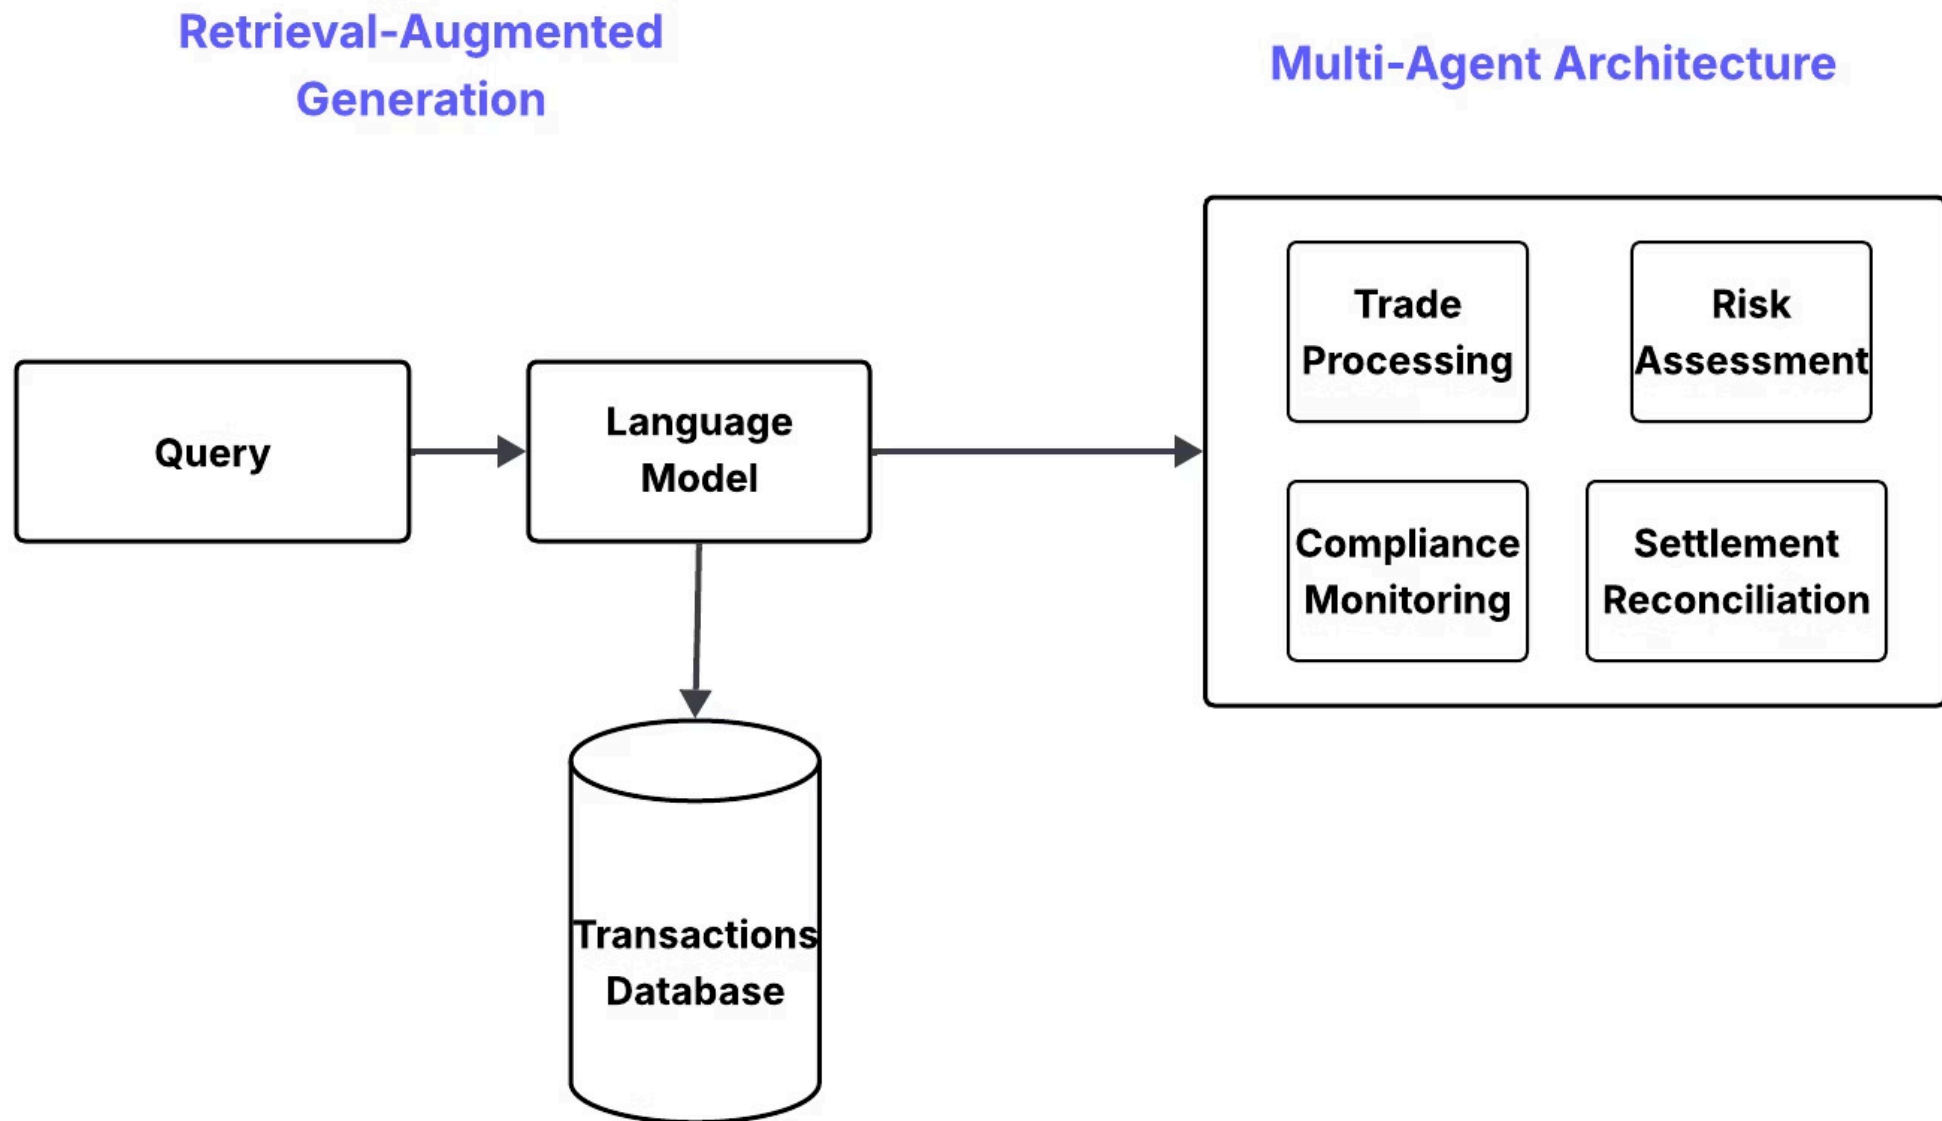 Retrieval-Augmented
Generation
Multi-Agent Architecture
Query
Language
Model
Transactions
Database
Trade
Processing
Risk
Assessment
Compliance
Monitoring
Settlement
Reconciliation